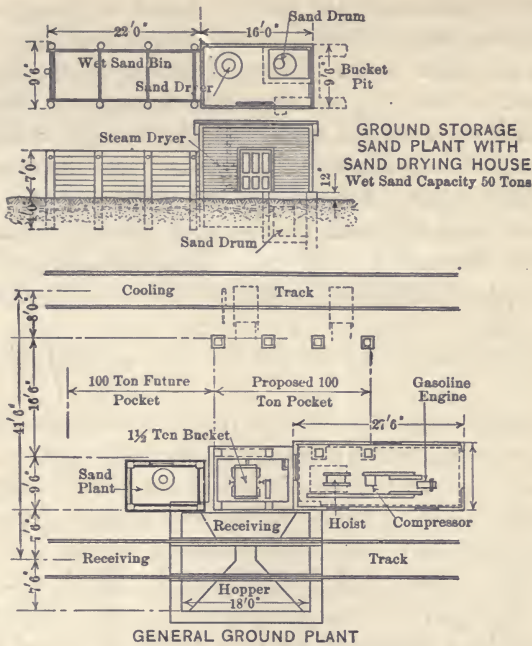 22'0"
16'0"
Sand Drum
9'6"
Wet Sand Bin
Sand Dryer
9'6"
Bucket
Pit
Steam Dryer
GROUND STORAGE
SAND PLANT WITH
SAND DRYING HOUSE
Wet Sand Capacity 50 Tons
7'0"
12"
Sand Drum
Cooling Track
8'0"
16'6"
41'6"
100 Ton Future
Pocket
Proposed 100
Ton Pocket
Gasoline
Engine
27'6"
1½ Ton Bucket
Sand
Plant
9'6"
Receiving
Hoist
Compressor
7'6"
Receiving Track
7'6"
Hopper
18'0"
GENERAL GROUND PLANT